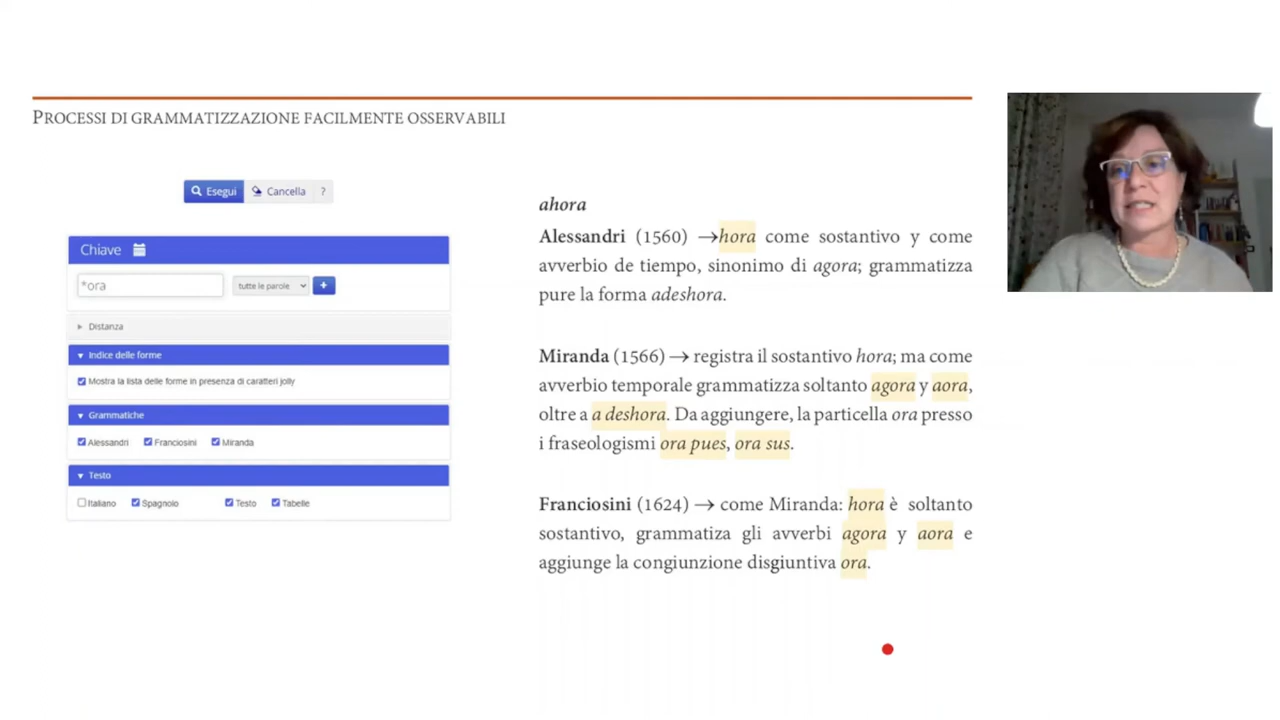 PROCESSI DI GRAMMATIZZAZIONE FACILMENTE OSSERVABILI
Esegui Cancella ?
Chiave
*ora tutte le parole +
Distanza
Indice delle forme
Mostra la lista delle forme in presenza di caratteri jolly
Grammatiche
Alessandri Franciosini Miranda
Testo
Italiano Spagnolo Testo Tabelle
ahora
Alessandri (1560) →hora come sostantivo y come
avverbio de tiempo, sinonimo di agora; grammatizza
pure la forma adeshora.
Miranda (1566) → registra il sostantivo hora; ma come
avverbio temporale grammatizza soltanto agora y aora,
oltre a a deshora. Da aggiungere, la particella ora presso
i fraseologismi ora pues, ora sus.
Franciosini (1624) → come Miranda: hora è soltanto
sostantivo, grammatiza gli avverbi agora y aora e
aggiunge la congiunzione disgiuntiva ora.